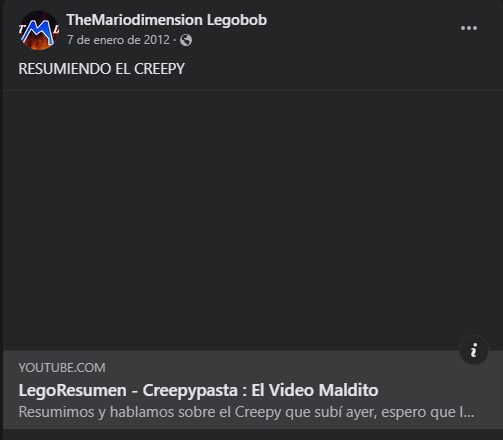 TheMariodimension Legobob
7 de enero de 2012 ·
RESUMIENDO EL CREEPY
YOUTUBE.COM
LegoResumen - Creepypasta : El Video Maldito
Resumimos y hablamos sobre el Creepy que subí ayer, espero que l...